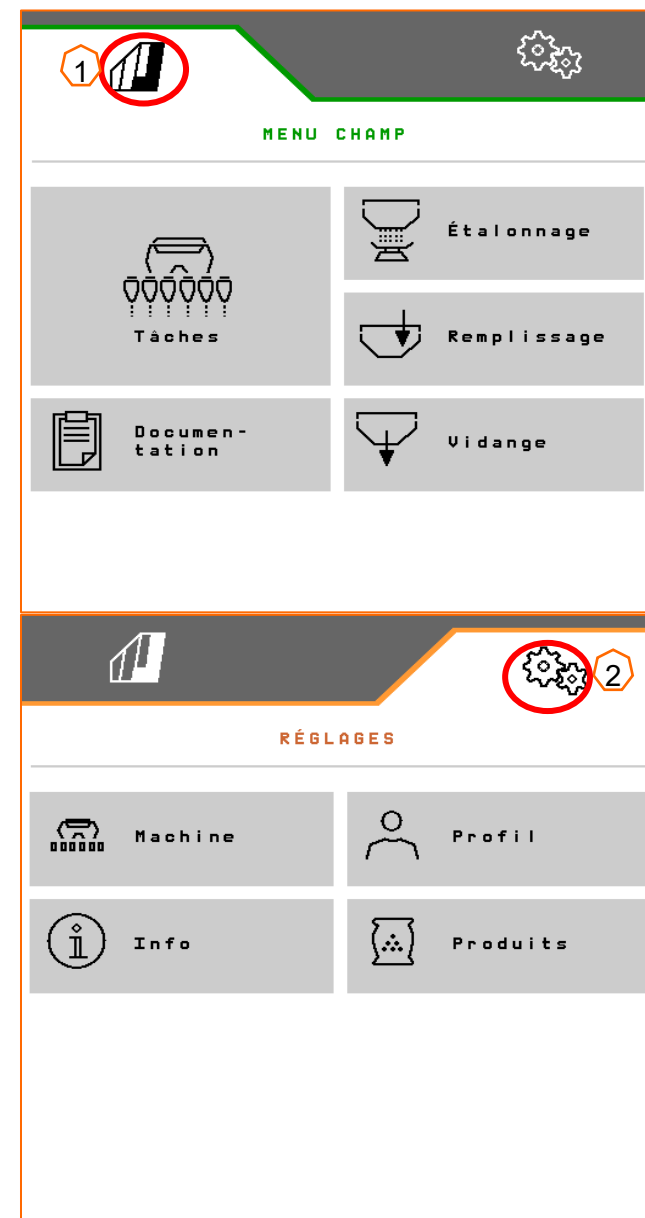 1
MENU CHAMP
Étalonnage
Tâches
Remplissage
Documen-
tation
Vidange
2
RÉGLAGES
Machine
Profil
Info
Produits